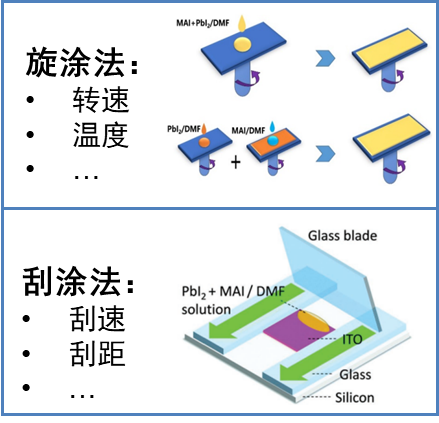 旋涂法：
• 转速
• 温度
• …
MAI+PbI₂/DMF
PbI₂/DMF
MAI/DMF
+
刮涂法：
• 刮速
• 刮距
• …
Glass blade
PbI₂ + MAI / DMF
solution
ITO
Glass
Silicon